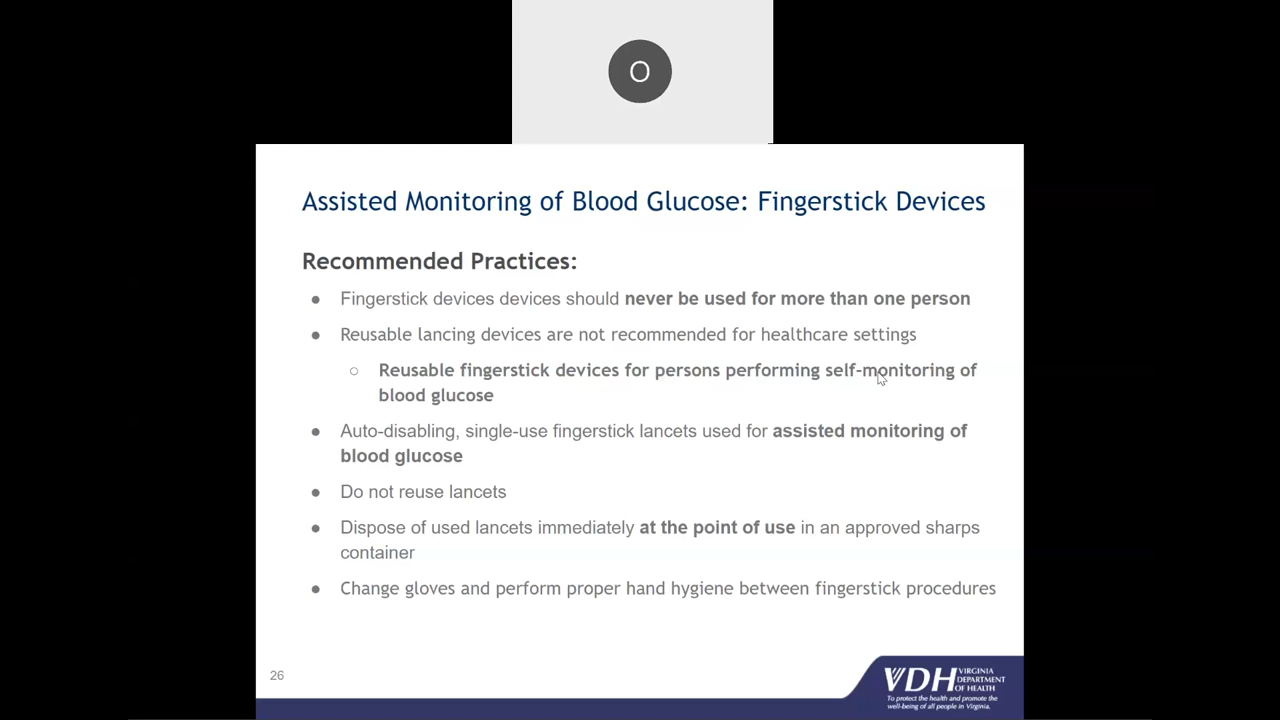 O
Assisted Monitoring of Blood Glucose: Fingerstick Devices
Recommended Practices:
● Fingerstick devices devices should never be used for more than one person
● Reusable lancing devices are not recommended for healthcare settings
○ Reusable fingerstick devices for persons performing self-monitoring of
blood glucose
● Auto-disabling, single-use fingerstick lancets used for assisted monitoring of
blood glucose
● Do not reuse lancets
● Dispose of used lancets immediately at the point of use in an approved sharps
container
● Change gloves and perform proper hand hygiene between fingerstick procedures
26
VDH VIRGINIA
DEPARTMENT
OF HEALTH
To protect the health and promote the
well-being of all people in Virginia.